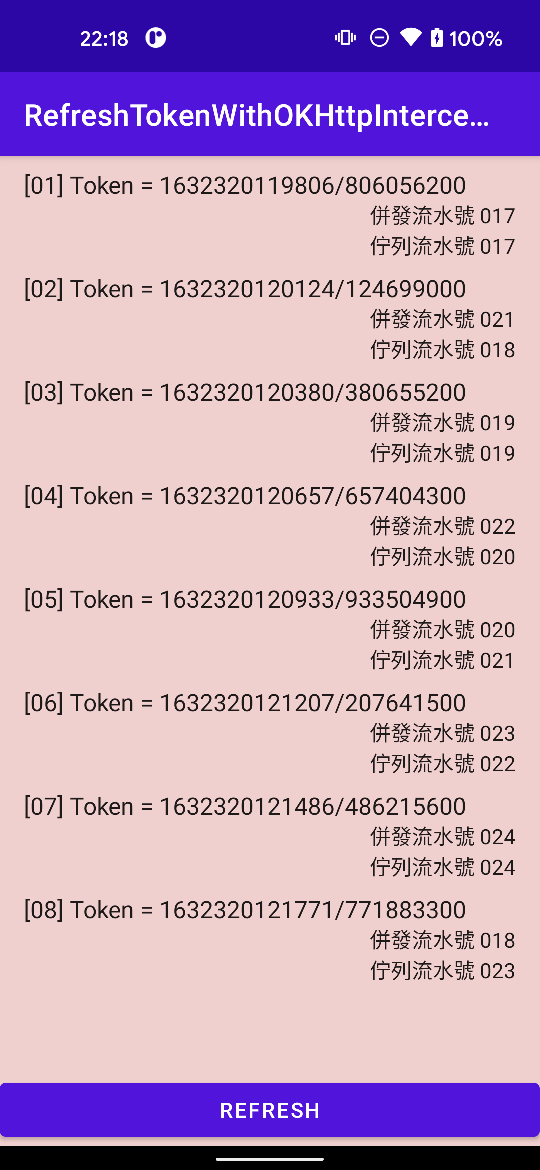 22:18
100%
RefreshTokenWithOKHttpInterce…
[01] Token = 1632320119806/806056200
併發流水號 017
佇列流水號 017
[02] Token = 1632320120124/124699000
併發流水號 021
佇列流水號 018
[03] Token = 1632320120380/380655200
併發流水號 019
佇列流水號 019
[04] Token = 1632320120657/657404300
併發流水號 022
佇列流水號 020
[05] Token = 1632320120933/933504900
併發流水號 020
佇列流水號 021
[06] Token = 1632320121207/207641500
併發流水號 023
佇列流水號 022
[07] Token = 1632320121486/486215600
併發流水號 024
佇列流水號 024
[08] Token = 1632320121771/771883300
併發流水號 018
佇列流水號 023
REFRESH